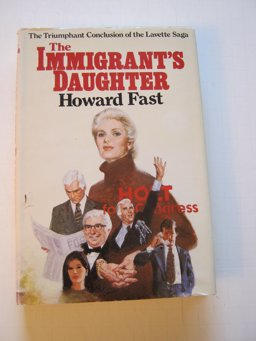 The Triumphant Conclusion of the Lavette Saga
The
IMMIGRANT'S
DAUGHTER
Howard Fast